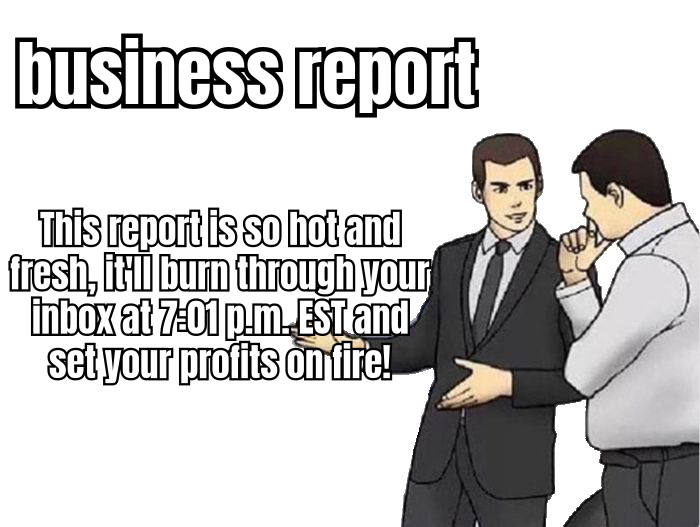 business report
This report is so hot and
fresh, it'll burn through your
inbox at 7:01 p.m. EST and
set your profits on fire!